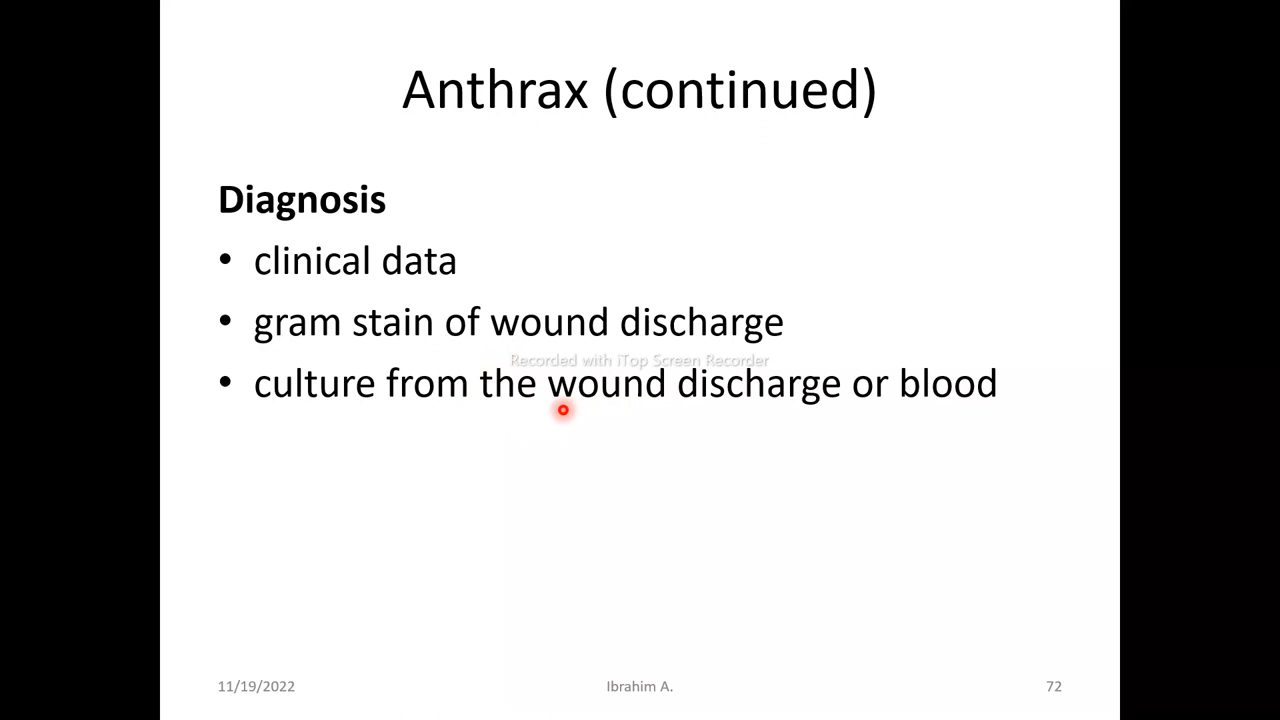 Anthrax (continued)
Diagnosis
• clinical data
• gram stain of wound discharge
Recorded with iTop Screen Recorder
• culture from the wound discharge or blood
11/19/2022
Ibrahim A.
72